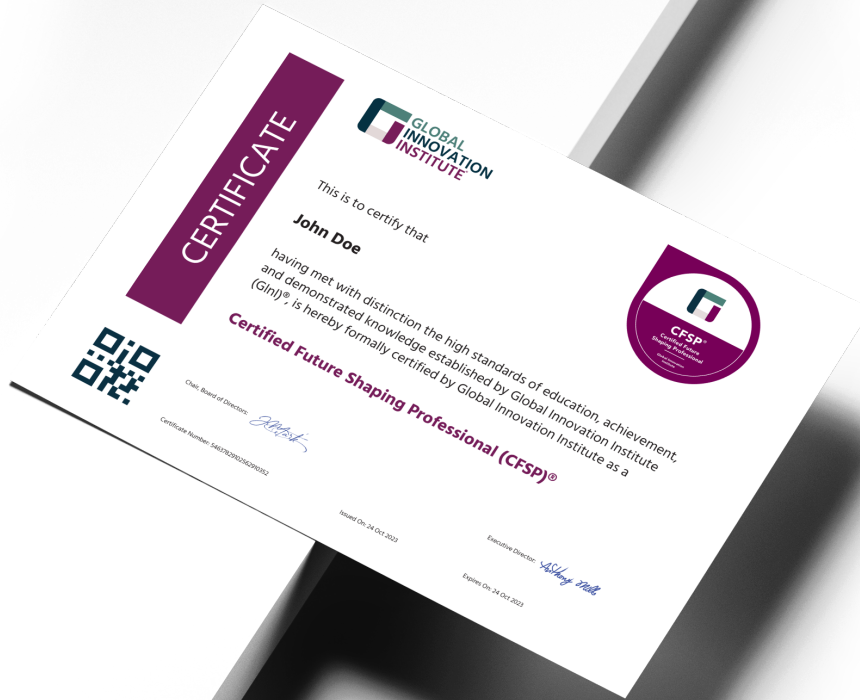 CERTIFICATE
GLOBAL
INNOVATION
INSTITUTE
This is to certify that
John Doe
having met with distinction the high standards of education, achievement,
and demonstrated knowledge established by Global Innovation Institute
(GInI)®, is hereby formally certified by Global Innovation Institute as a
Certified Future Shaping Professional (CFSP)®
CFSP®
Certified Future
Shaping Professional
Global Innovation
Institute
Chair, Board of Directors:
Certificate Number:
Issued On: 24 Oct 2023
Executive Director:
Expires On: 24 Oct 2023